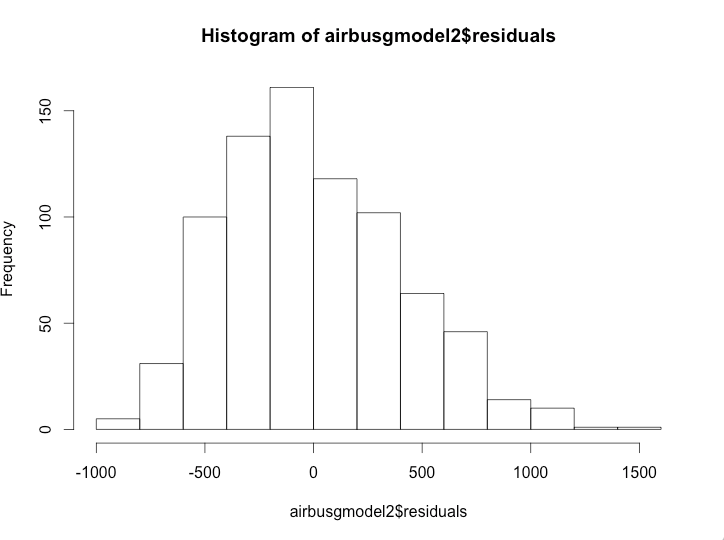 Histogram of airbusgmodel2$residuals
150
100
50
0
Frequency
-1000 -500 0 500 1000 1500
airbusgmodel2$residuals